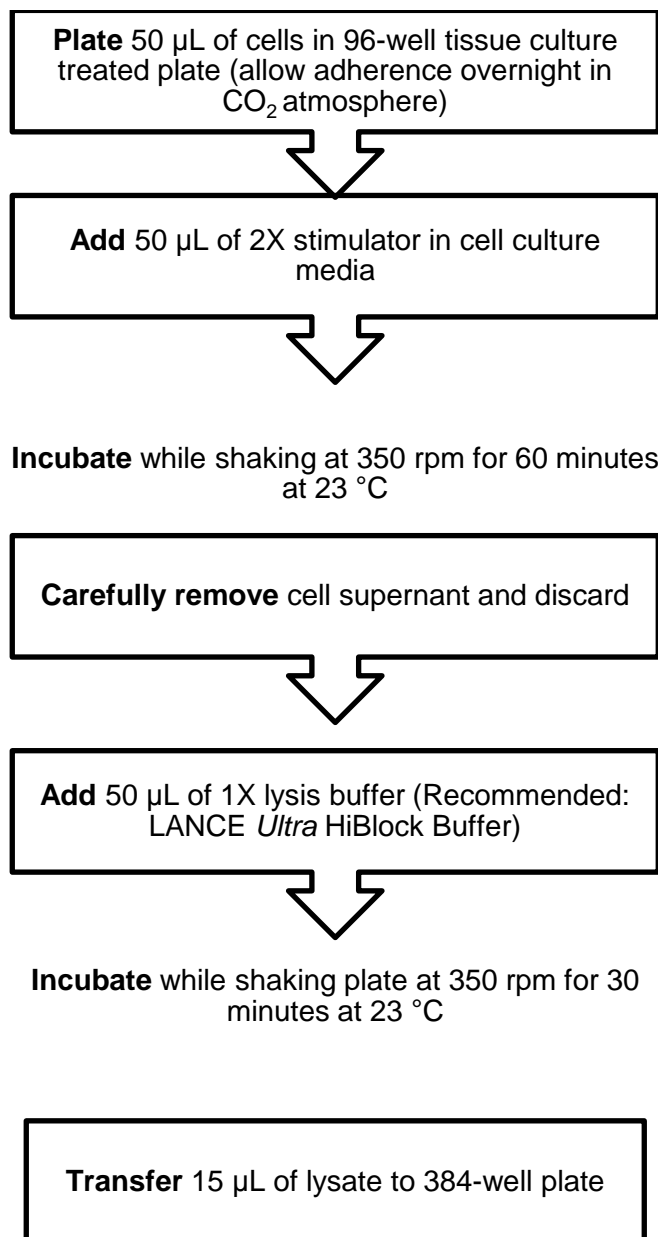 Plate 50 µL of cells in 96-well tissue culture
treated plate (allow adherence overnight in
CO₂ atmosphere)
Add 50 µL of 2X stimulator in cell culture
media
Incubate while shaking at 350 rpm for 60 minutes
at 23 °C
Carefully remove cell supernant and discard
Add 50 µL of 1X lysis buffer (Recommended:
LANCE Ultra HiBlock Buffer)
Incubate while shaking plate at 350 rpm for 30
minutes at 23 °C
Transfer 15 µL of lysate to 384-well plate